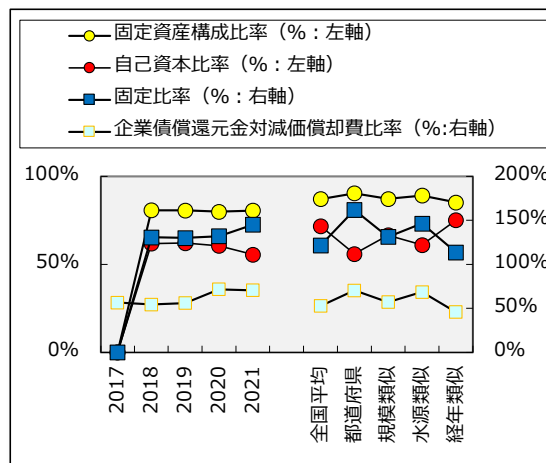 固定資産構成比率（%：左軸）
自己資本比率（%：左軸）
固定比率（%：右軸）
企業債償還元金対減価償却費比率（%:右軸）
100%
50%
0%
200%
150%
100%
50%
0%
2017
2018
2019
2020
2021
全国平均
都道府県
規模類似
水源類似
経年類似